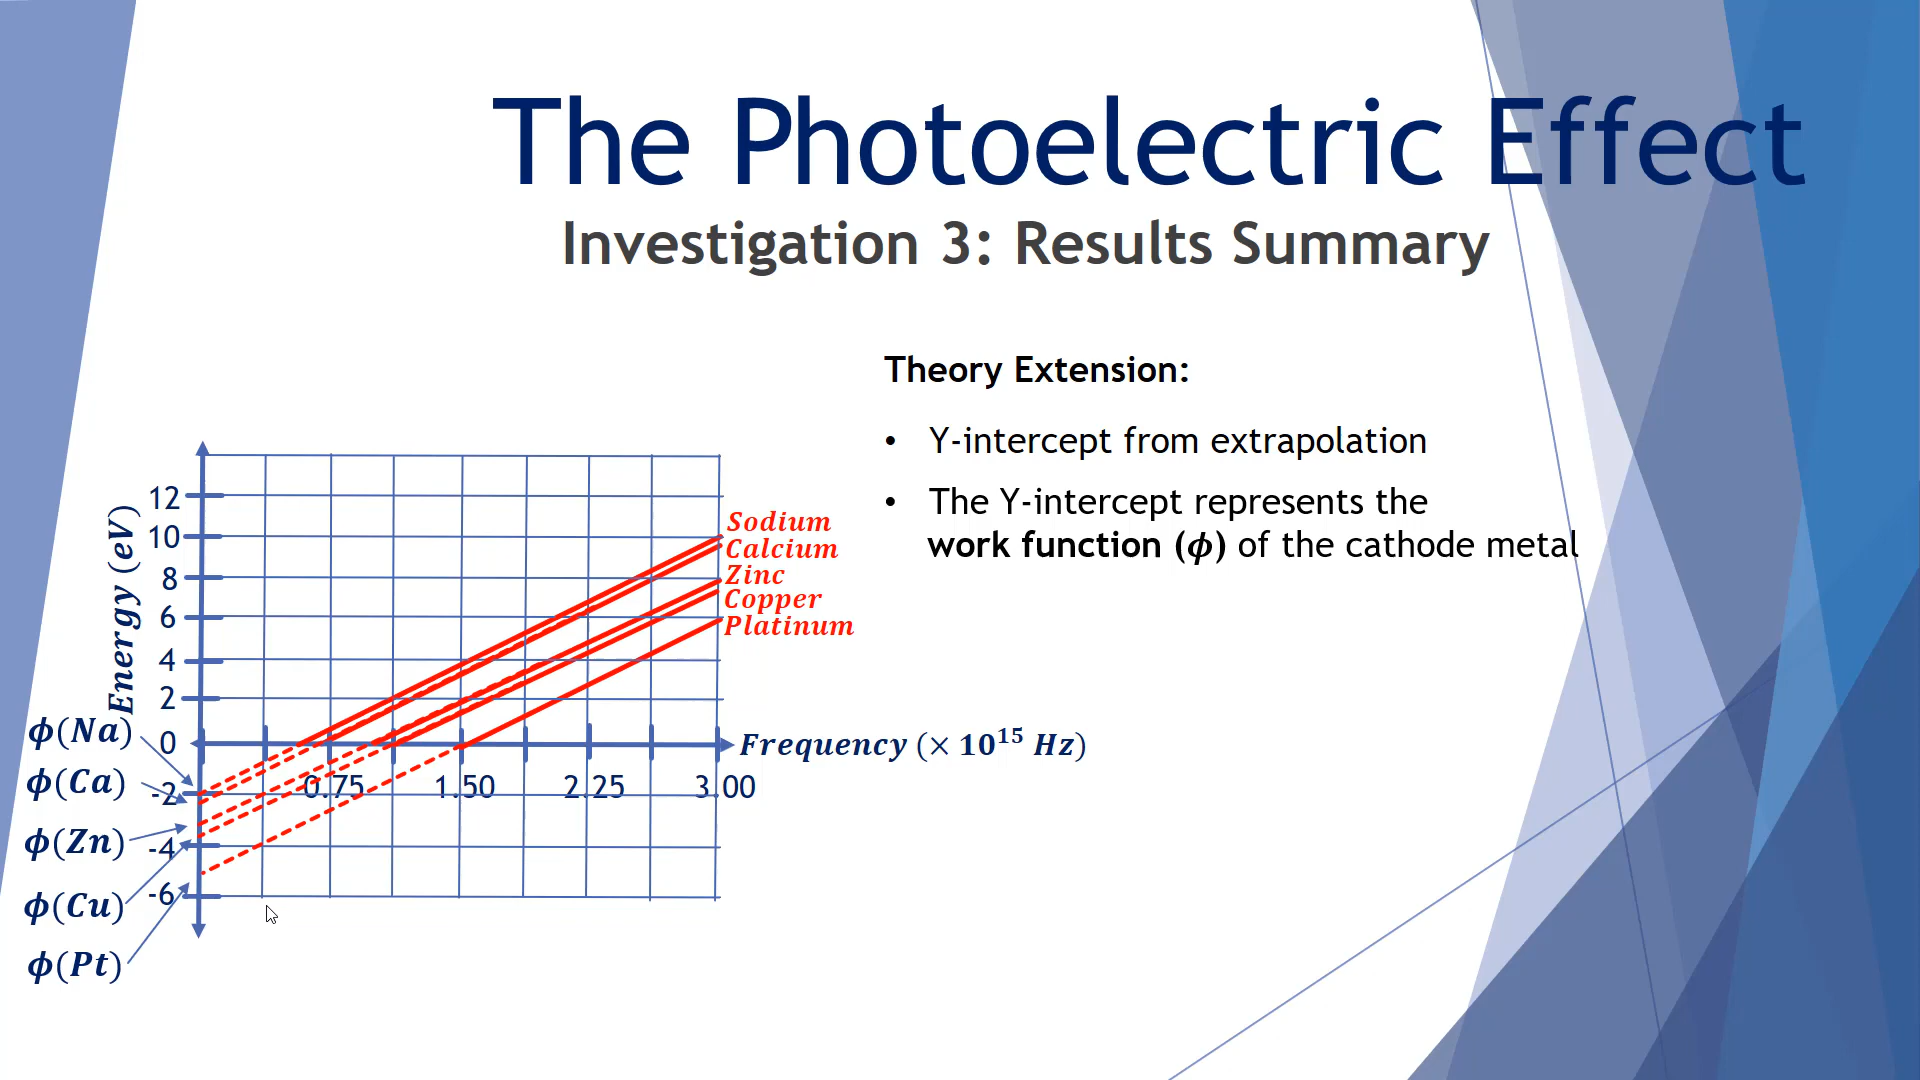 The Photoelectric Effect
Investigation 3: Results Summary
Theory Extension:
• Y-intercept from extrapolation
• The Y-intercept represents the
work function (ϕ) of the cathode metal
Energy (eV)
12
10
8
6
4
2
0
-2
-4
-6
Sodium
Calcium
Zinc
Copper
Platinum
Frequency (× 10¹⁵ Hz)
0.75 1.50 2.25 3.00
ϕ(Na)
ϕ(Ca)
ϕ(Zn)
ϕ(Cu)
ϕ(Pt)